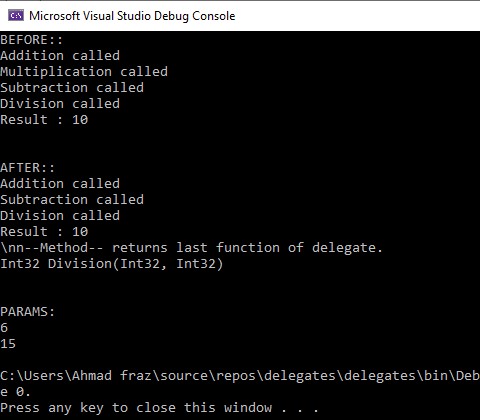 Microsoft Visual Studio Debug Console
BEFORE::
Addition called
Multiplication called
Subtraction called
Division called
Result : 10
AFTER::
Addition called
Subtraction called
Division called
Result : 10
\nn--Method-- returns last function of delegate.
Int32 Division(Int32, Int32)
PARAMS:
6
15
C:\Users\Ahmad fraz\source\repos\delegates\delegates\bin\Deb
e 0.
Press any key to close this window . . .